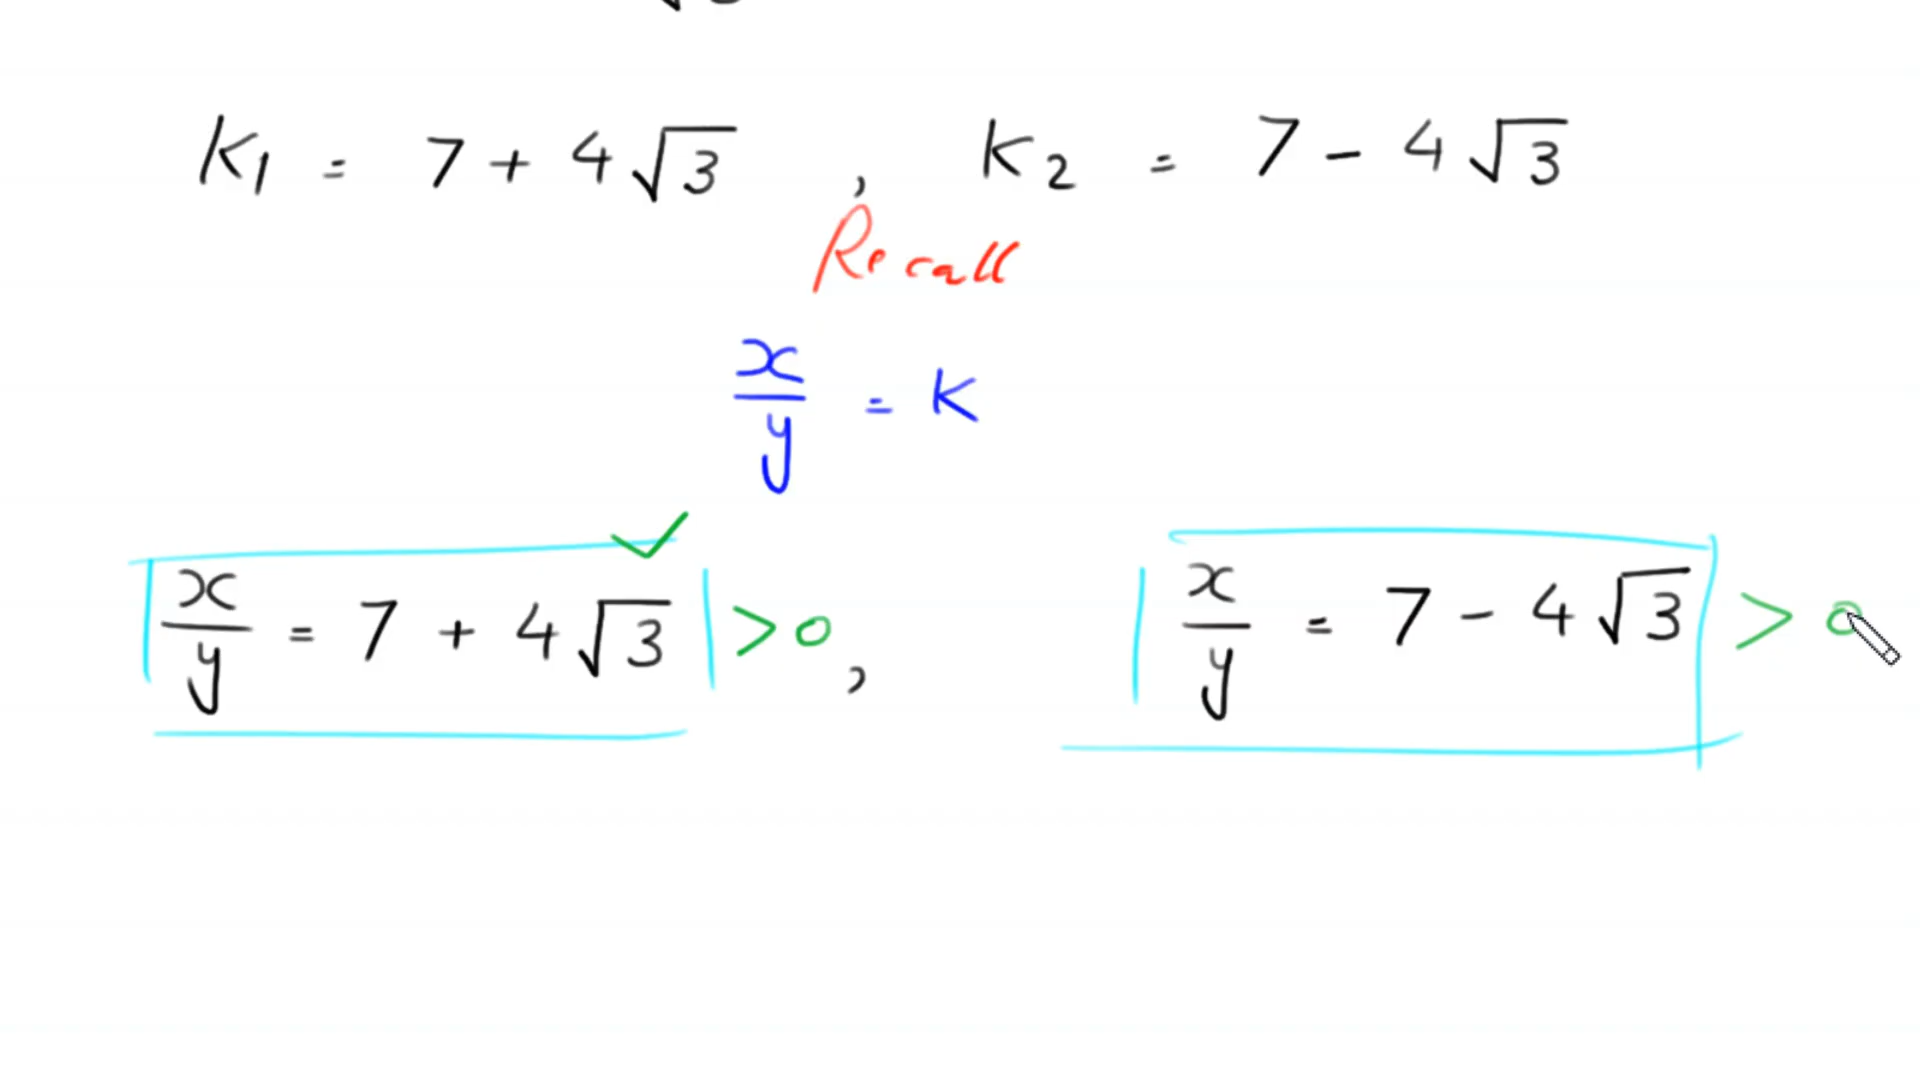 K₁ = 7 + 4√3 , K₂ = 7 - 4√3
Recall
x/y = K
x/y = 7 + 4√3 > 0 , x/y = 7 - 4√3 > 0